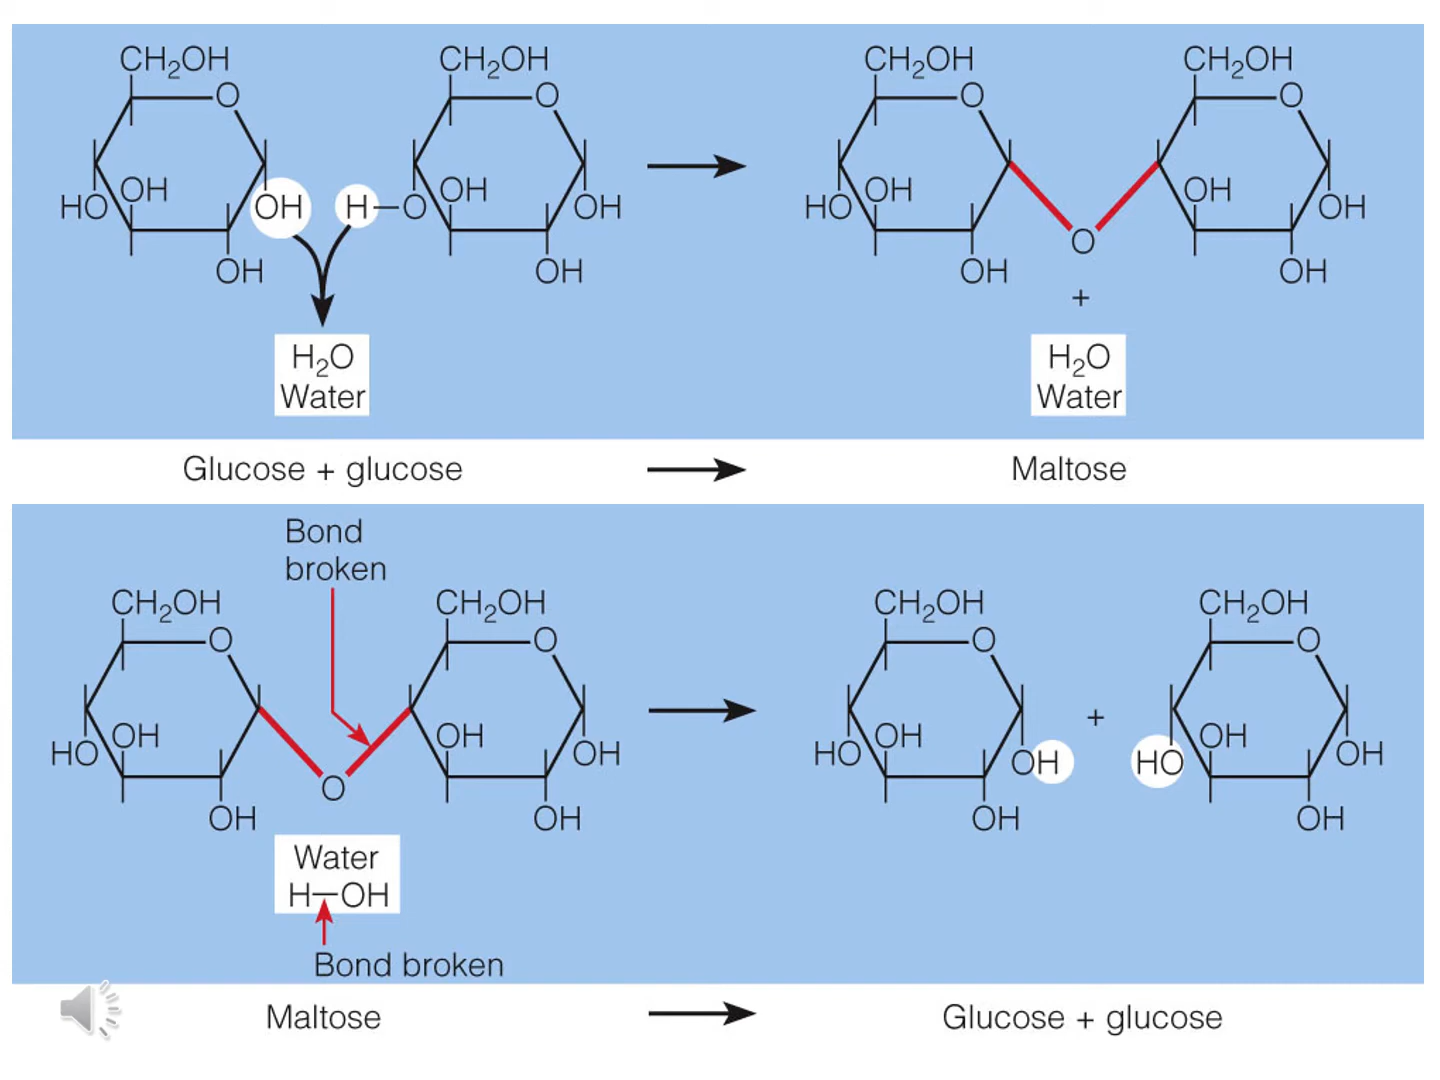 CH₂OH CH₂OH CH₂OH CH₂OH
O O O O
HO OH OH H—O OH OH HO OH OH OH
O
OH OH OH OH
+
H₂O H₂O
Water Water
Glucose + glucose Maltose
Bond
broken
CH₂OH CH₂OH CH₂OH CH₂OH
O O O O
+
HO OH OH OH HO OH OH HO OH OH
O
OH OH OH OH
Water
H—OH
Bond broken
Maltose Glucose + glucose